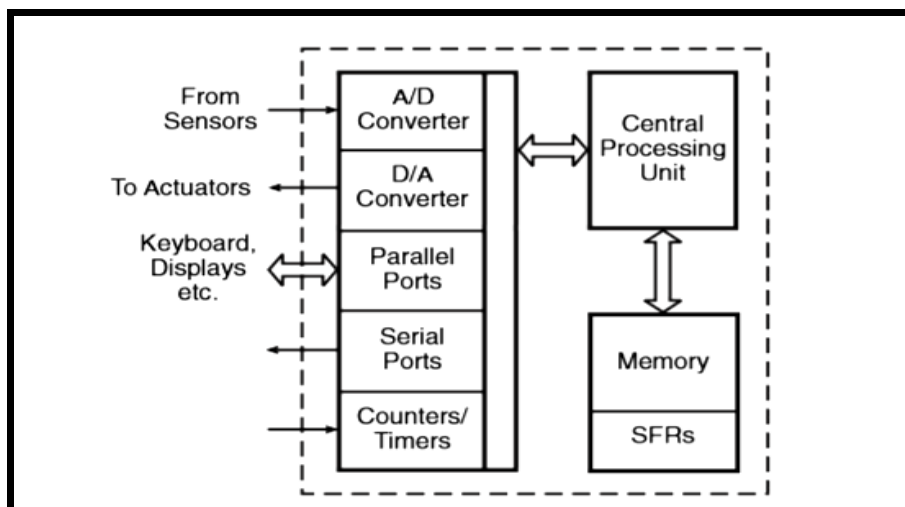 From
Sensors
To Actuators
Keyboard,
Displays
etc.
A/D
Converter
D/A
Converter
Parallel
Ports
Serial
Ports
Counters/
Timers
Central
Processing
Unit
Memory
SFRs